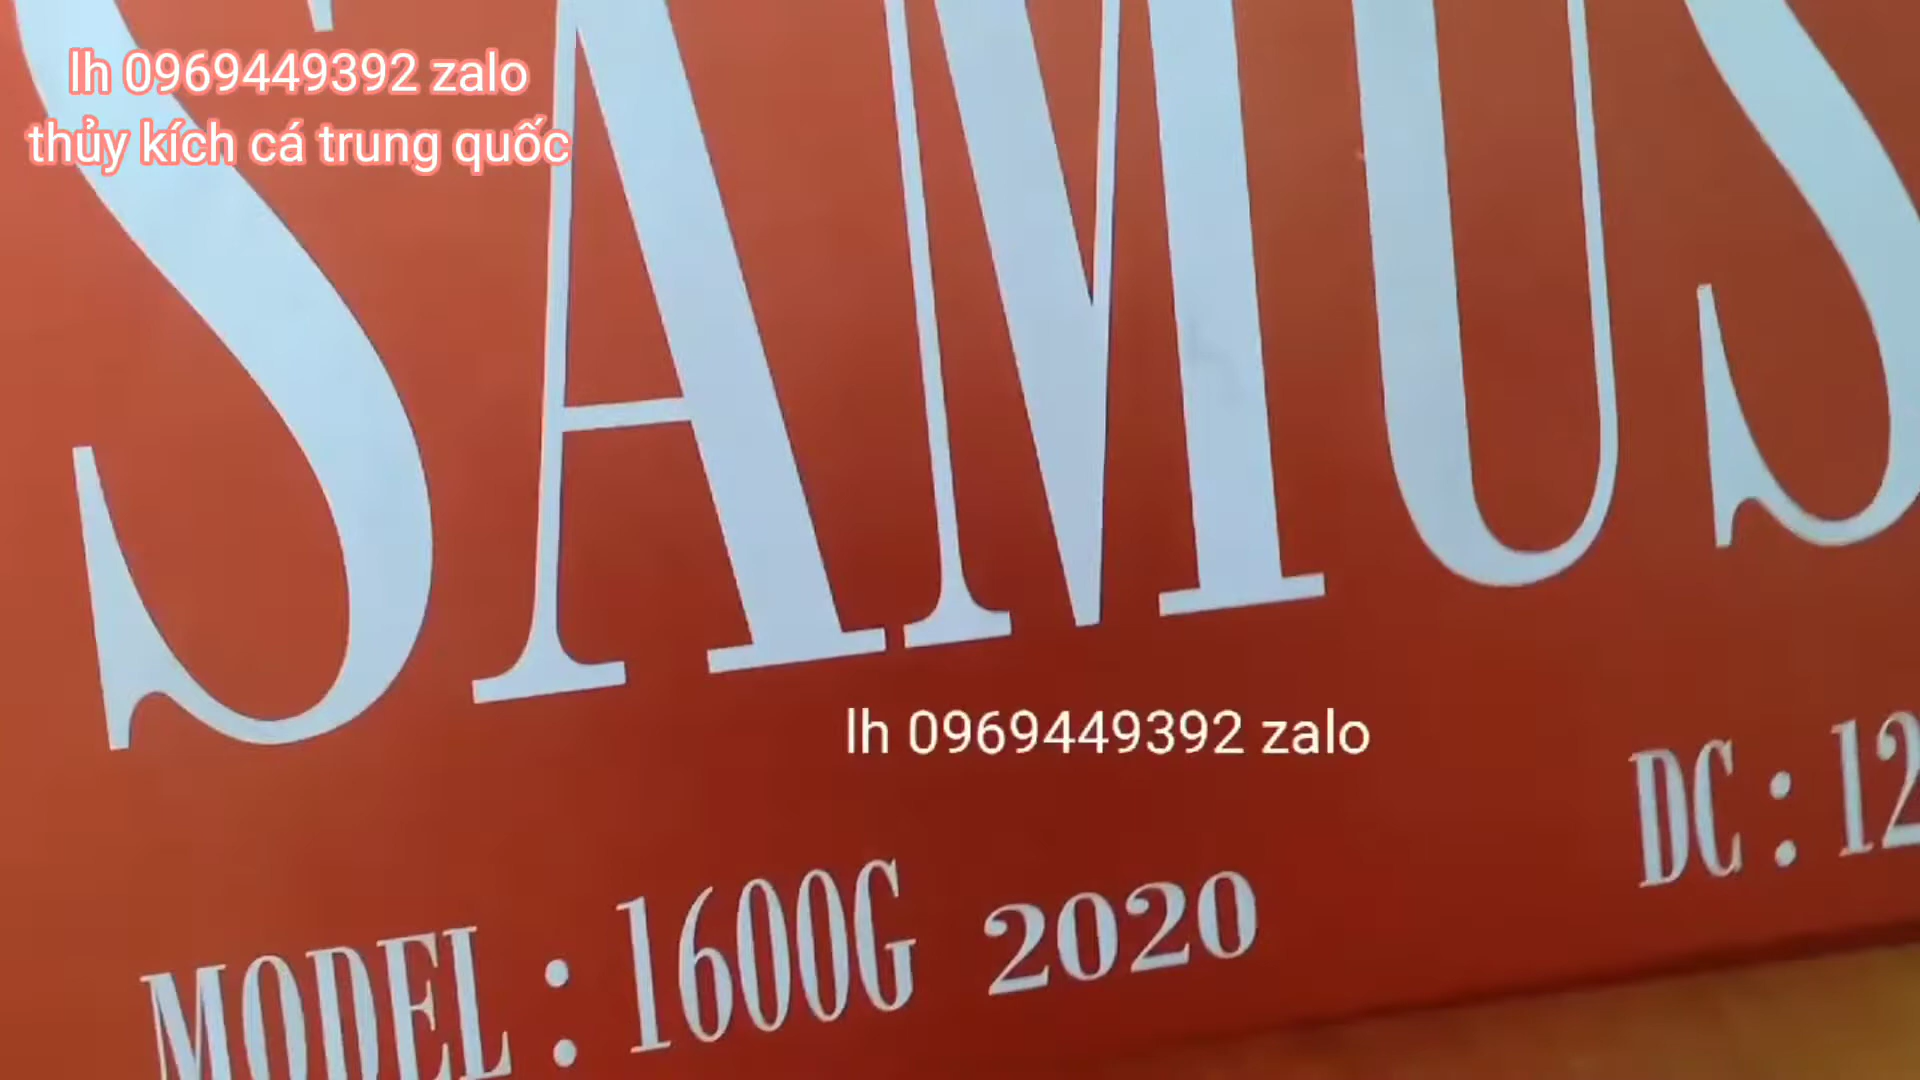 lh 0969449392 zalo
thủy kích cá trung quốc
SAMUS
lh 0969449392 zalo
DC : 12
MODEL : 1600G 2020